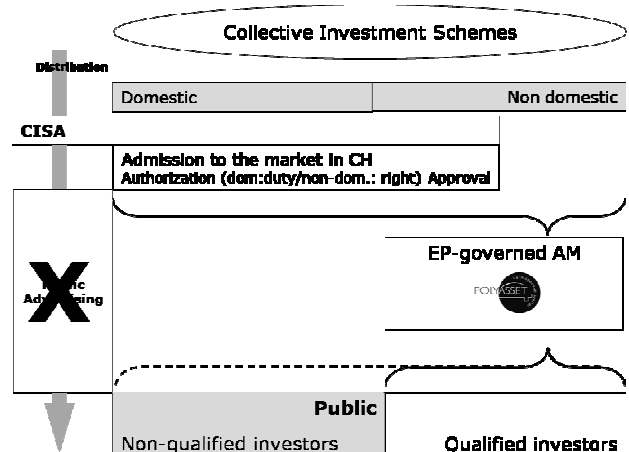 Collective Investment Schemes
Distribution
Domestic
Non domestic
CISA
Admission to the market in CH
Authorization (dom:duty/non-dom.: right) Approval
EP-governed AM
POLYASSET
Public
Non-qualified investors
Qualified investors